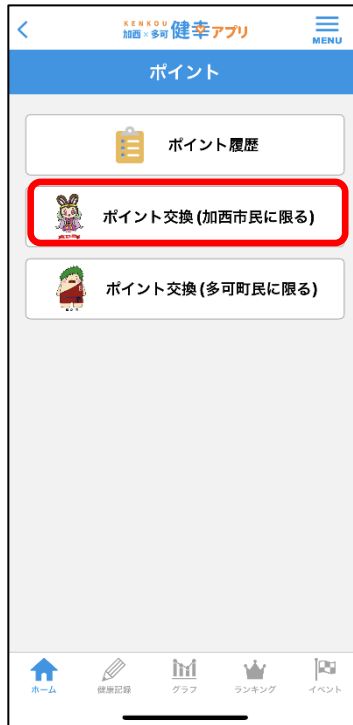 KENKOU
加西×多可 健幸アプリ
MENU
ポイント
ポイント履歴
ポイント交換(加西市民に限る)
ポイント交換(多可町民に限る)
ホーム 健康記録 グラフ ランキング イベント